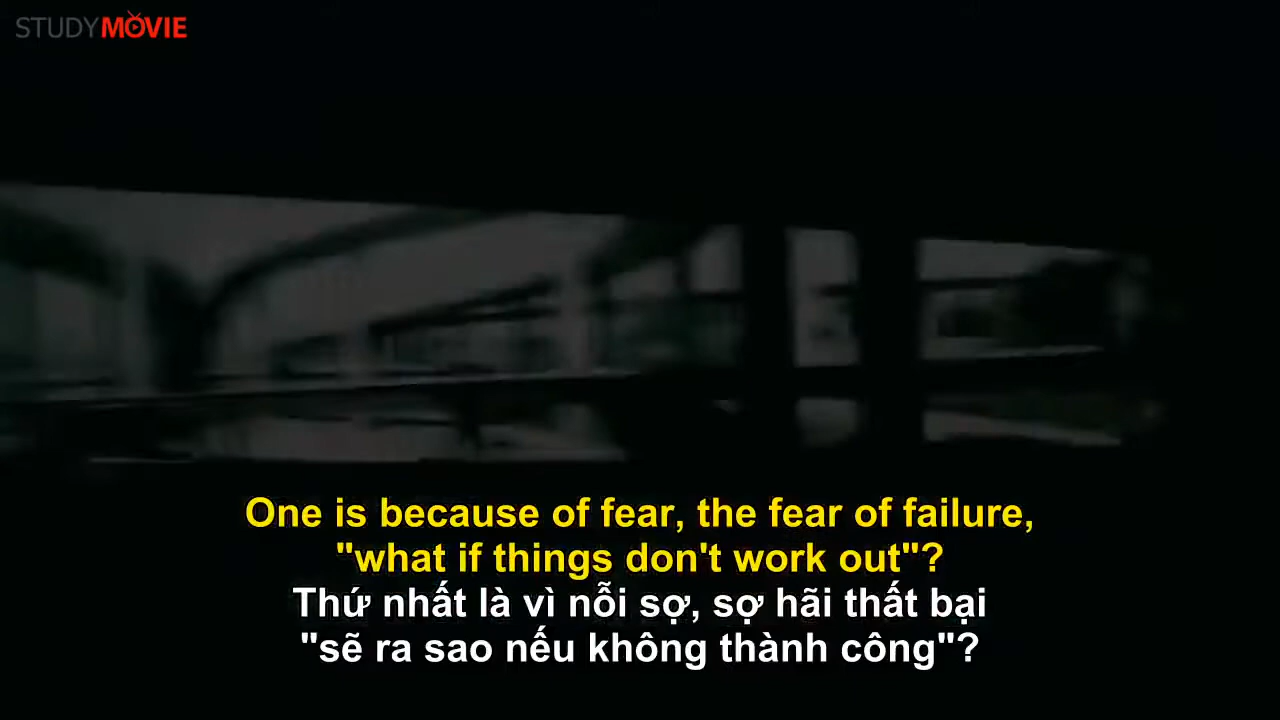 STUDYMOVIE
One is because of fear, the fear of failure,
"what if things don't work out"?
Thứ nhất là vì nỗi sợ, sợ hãi thất bại
"sẽ ra sao nếu không thành công"?